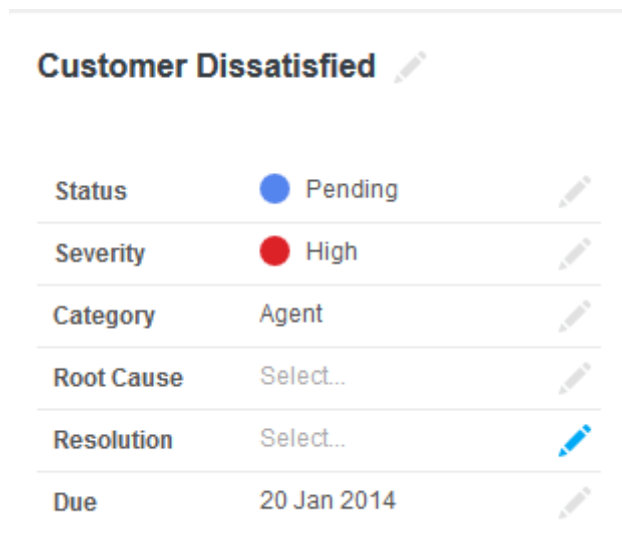 Customer Dissatisfied
Status Pending
Severity High
Category Agent
Root Cause Select...
Resolution Select...
Due 20 Jan 2014